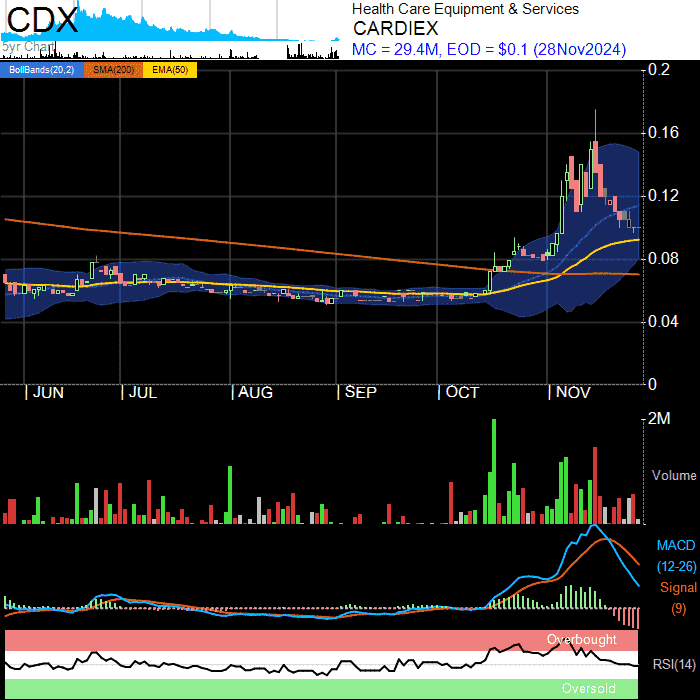 CDX
5yr Chart
Health Care Equipment & Services
CARDIEX
MC = 29.4M, EOD = $0.1 (28Nov2024)
BollBands(20,2) SMA(200) EMA(50)
0.2
0.16
0.12
0.08
0.04
0
JUN JUL AUG SEP OCT NOV
2M
Volume
MACD
(12-26)
Signal
(9)
Overbought
RSI(14)
Oversold